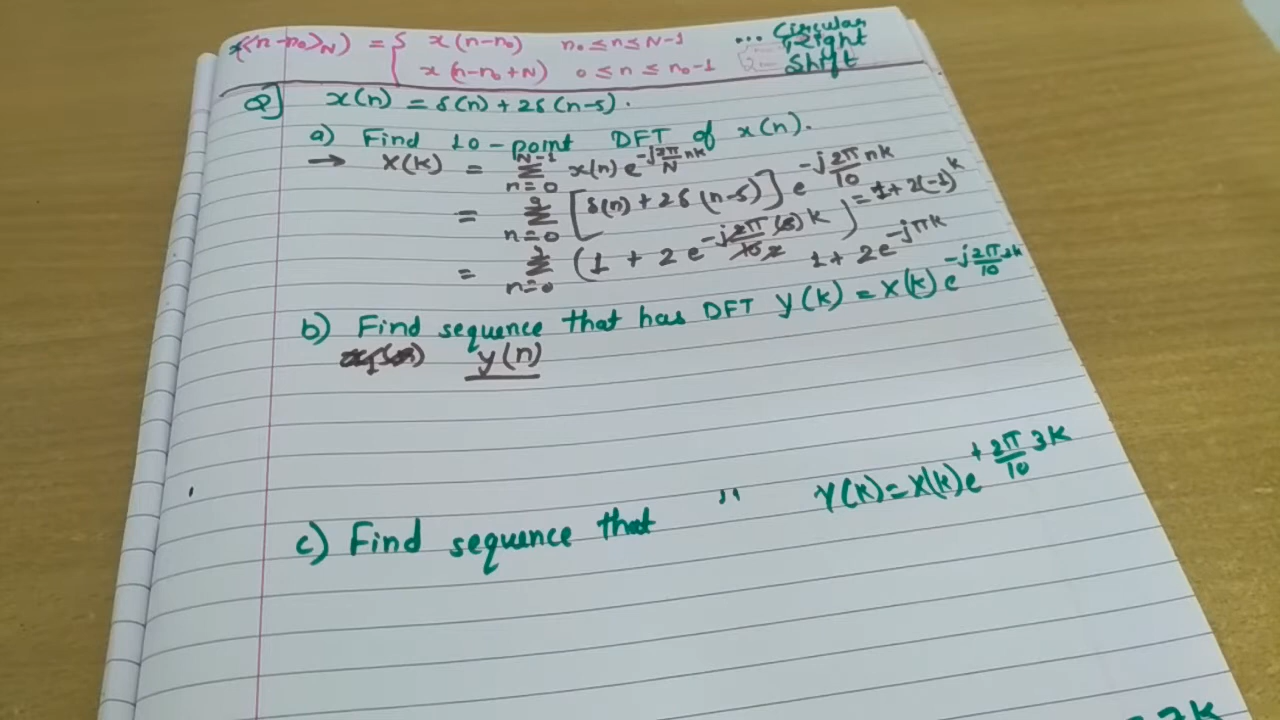 x(<n-n₀>_N) = { x(n-n₀) n₀ ≤ n ≤ N-1 ... Circular Right Shift
x(n-n₀+N) 0 ≤ n ≤ n₀-1
Q] x(n) = δ(n) + 2δ(n-5).
a) Find 10-point DFT of x(n).
→ X(k) = Σ_{n=0}^{N-1} x(n) e^{-j 2π/N nk}
= Σ_{n=0}^{9} [δ(n) + 2δ(n-5)] e^{-j 2π/10 nk}
= Σ_{n=0}^{9} (1 + 2 e^{-j 2π/10 (5) k}) = 1 + 2(-1)^k
1 + 2e^{-jπk}
b) Find sequence that has DFT Y(k) = X(k) e^{-j 2π/10 2k}
y(n)
c) Find sequence that " Y(k) = X(k) e^{+ 2π/10 3k}